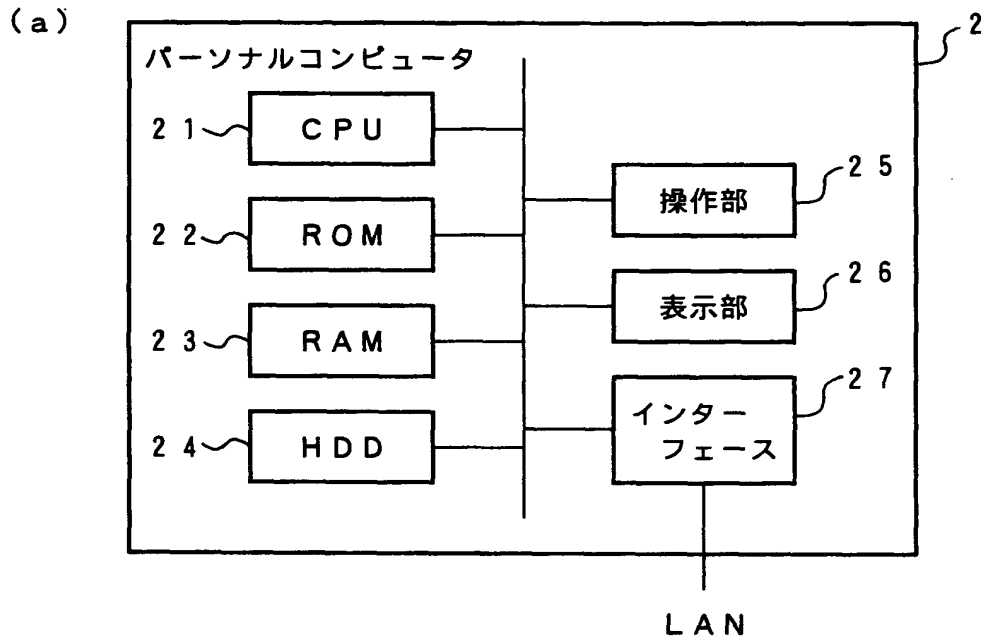 (a)
2
パーソナルコンピュータ
21
CPU
22
ROM
23
RAM
24
HDD
25
操作部
26
表示部
27
インター
フェース
LAN